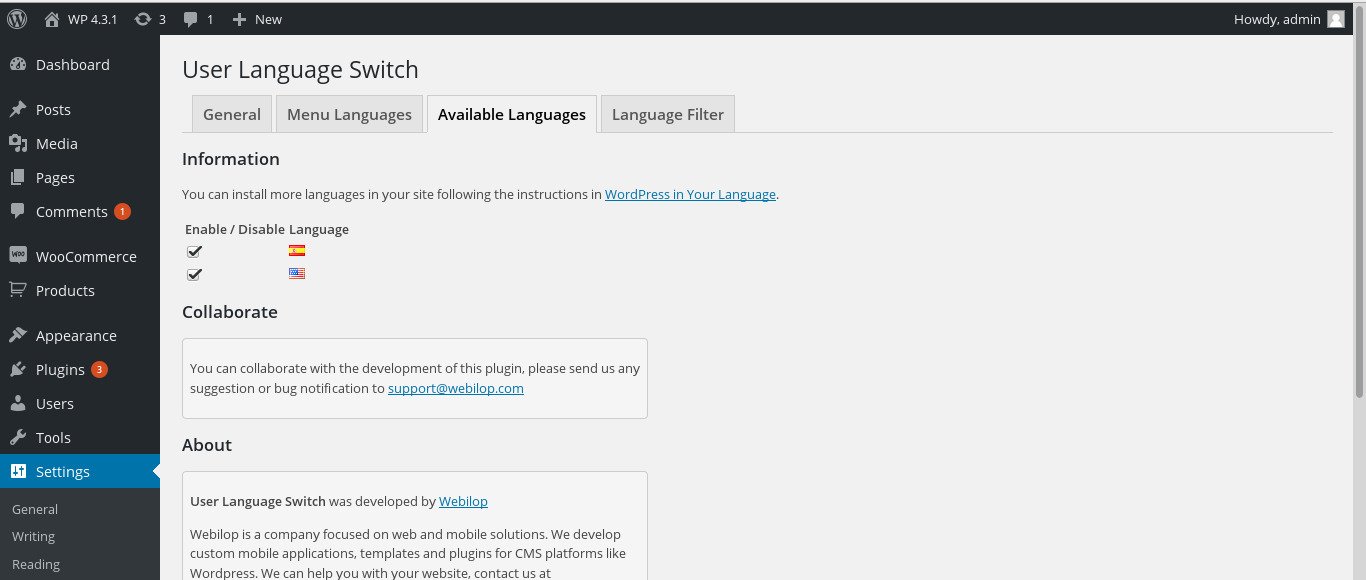 WP 4.3.1 3 1 New Howdy, admin
Dashboard
Posts
Media
Pages
Comments 1
WooCommerce
Products
Appearance
Plugins 3
Users
Tools
Settings
General
Writing
Reading
User Language Switch
General Menu Languages Available Languages Language Filter
Information
You can install more languages in your site following the instructions in WordPress in Your Language.
Enable / Disable Language
Collaborate
You can collaborate with the development of this plugin, please send us any
suggestion or bug notification to support@webilop.com
About
User Language Switch was developed by Webilop
Webilop is a company focused on web and mobile solutions. We develop
custom mobile applications, templates and plugins for CMS platforms like
Wordpress. We can help you with your website, contact us at